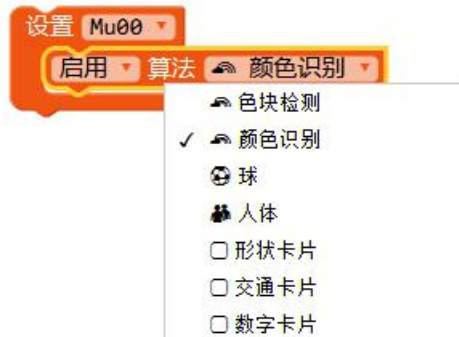 设置 Mu00
启用 算法 颜色识别
色块检测
颜色识别
球
人体
形状卡片
交通卡片
数字卡片